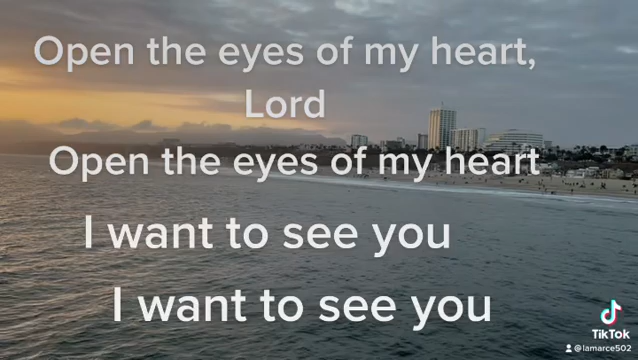 Open the eyes of my heart,
Lord
Open the eyes of my heart
I want to see you
I want to see you
TikTok
@lamarce502